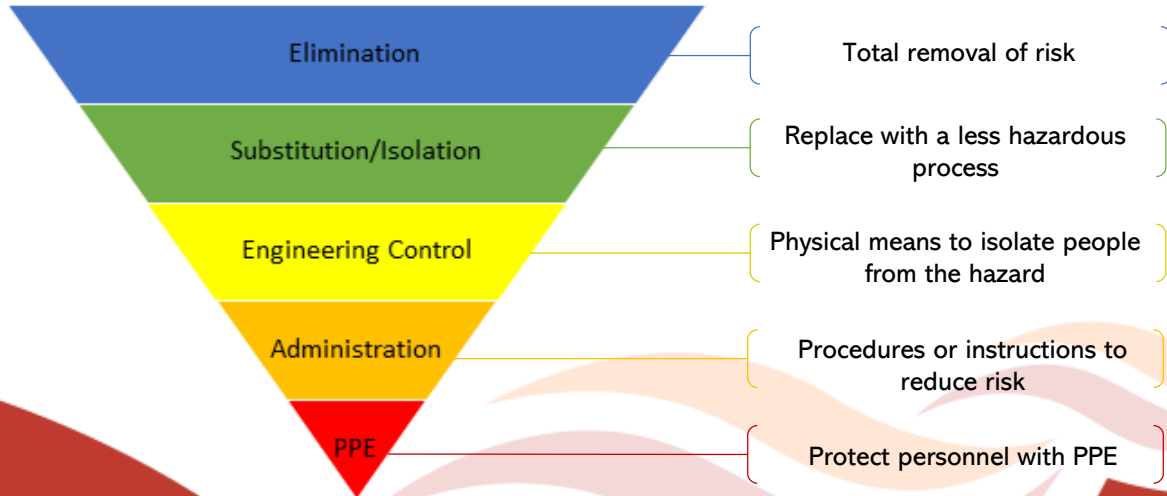 Elimination
Total removal of risk
Substitution/Isolation
Replace with a less hazardous
process
Engineering Control
Physical means to isolate people
from the hazard
Administration
Procedures or instructions to
reduce risk
PPE
Protect personnel with PPE